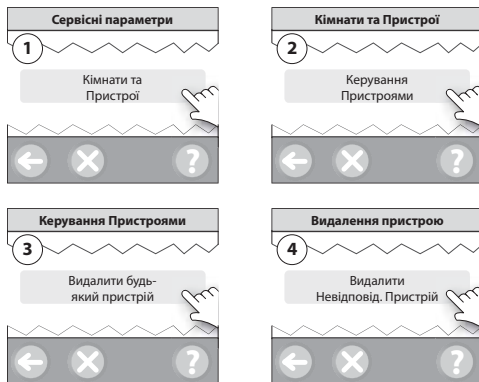 Сервісні параметри
1
Кімнати та
Пристрої
?
Кімнати та Пристрої
2
Керування
Пристроями
?
Керування Пристроями
3
Видалити будь-
який пристрій
?
Видалення пристрою
4
Видалити
Невідповід. Пристрій
?